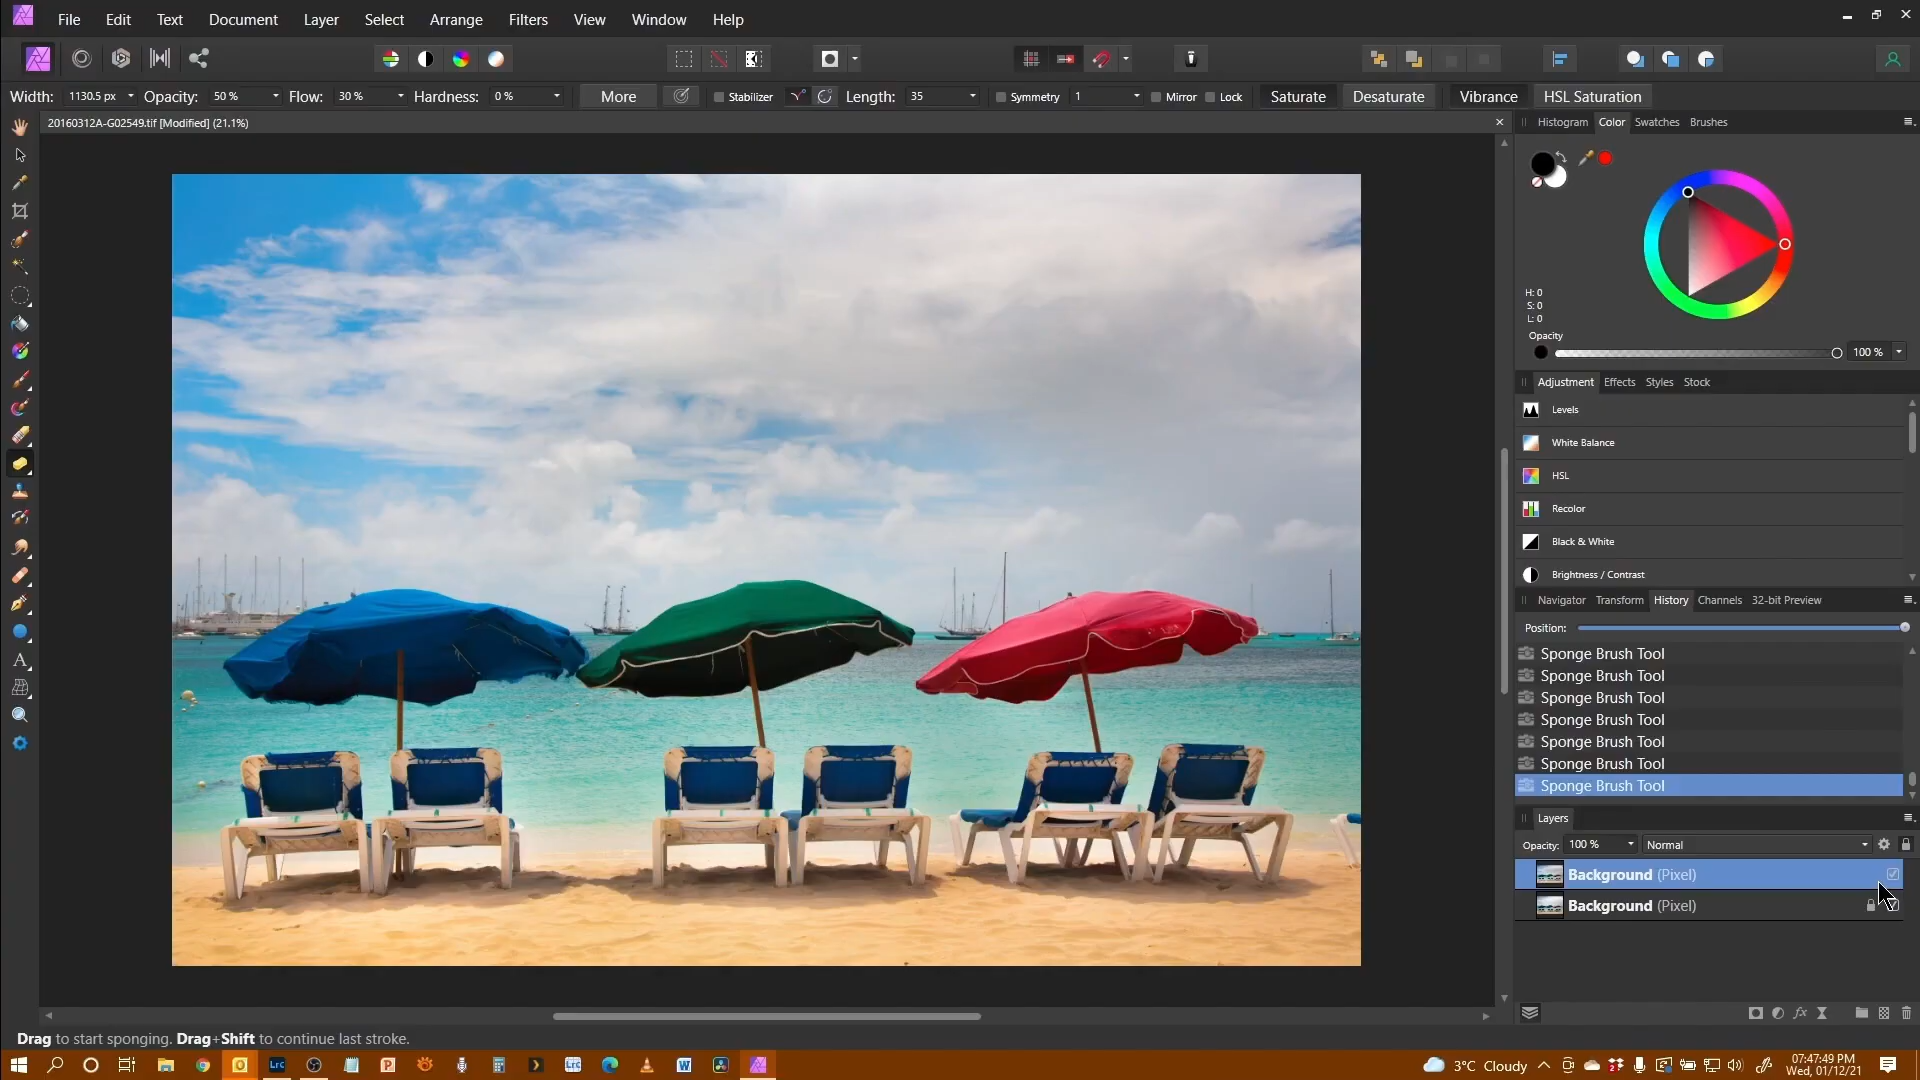 File Edit Text Document Layer Select Arrange Filters View Window Help
Width: 1130.5 px Opacity: 50 % Flow: 30 % Hardness: 0 % More Stabilizer Length: 35 Symmetry 1 Mirror Lock Saturate Desaturate Vibrance HSL Saturation
20160312A-G02549.tif [Modified] (21.1%)
Histogram Color Swatches Brushes
H: 0
S: 0
L: 0
Opacity
100 %
Adjustment Effects Styles Stock
Levels
White Balance
HSL
Recolor
Black & White
Brightness / Contrast
Navigator Transform History Channels 32-bit Preview
Position:
Sponge Brush Tool
Sponge Brush Tool
Sponge Brush Tool
Sponge Brush Tool
Sponge Brush Tool
Sponge Brush Tool
Sponge Brush Tool
Layers
Opacity: 100 % Normal
Background (Pixel)
Background (Pixel)
Drag to start sponging. Drag+Shift to continue last stroke.
3°C Cloudy
07:47:49 PM
Wed, 01/12/21